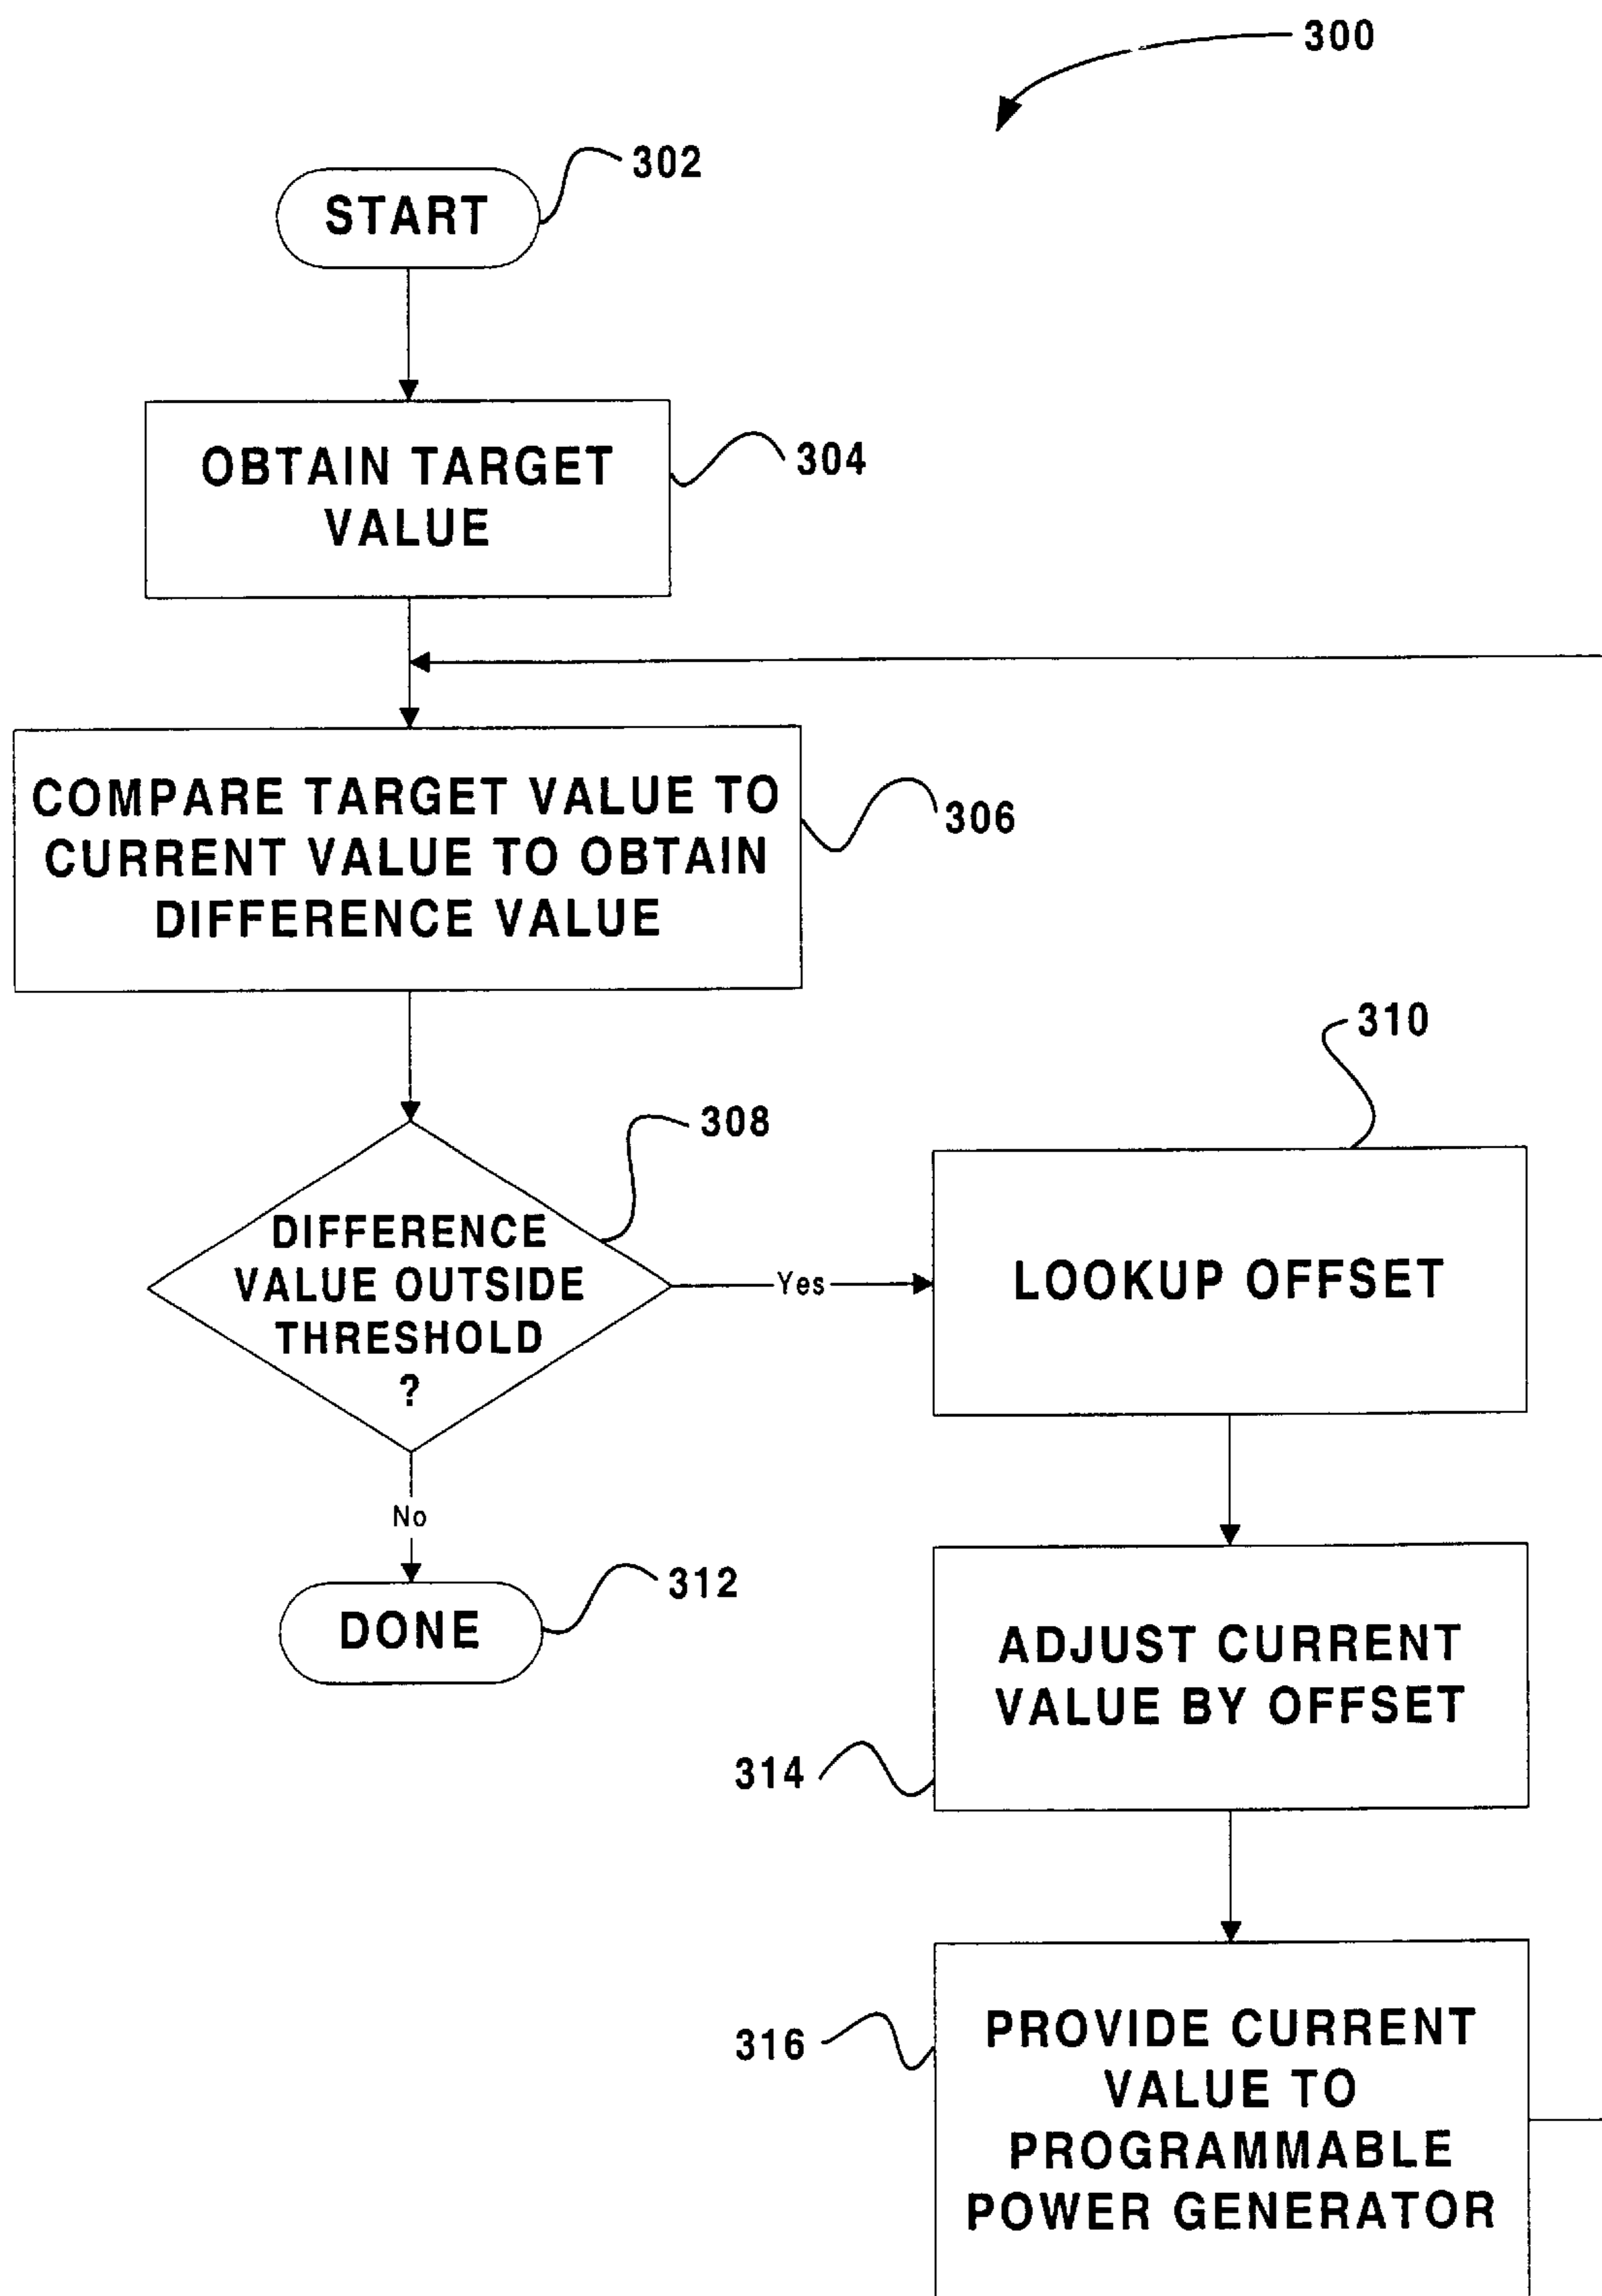 300
302
START
304
OBTAIN TARGET
VALUE
306
COMPARE TARGET VALUE TO
CURRENT VALUE TO OBTAIN
DIFFERENCE VALUE
308
DIFFERENCE
VALUE OUTSIDE
THRESHOLD
?
Yes
310
LOOKUP OFFSET
No
312
DONE
ADJUST CURRENT
VALUE BY OFFSET
314
316
PROVIDE CURRENT
VALUE TO
PROGRAMMABLE
POWER GENERATOR